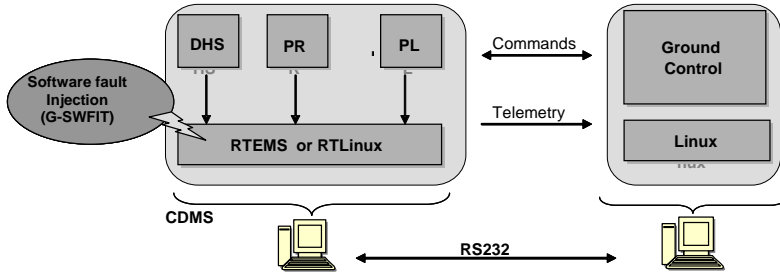 DHS
PR
PL
Commands
Ground
Control
Software fault
Injection
(G-SWFIT)
Telemetry
RTEMS or RTLinux
Linux
CDMS
RS232